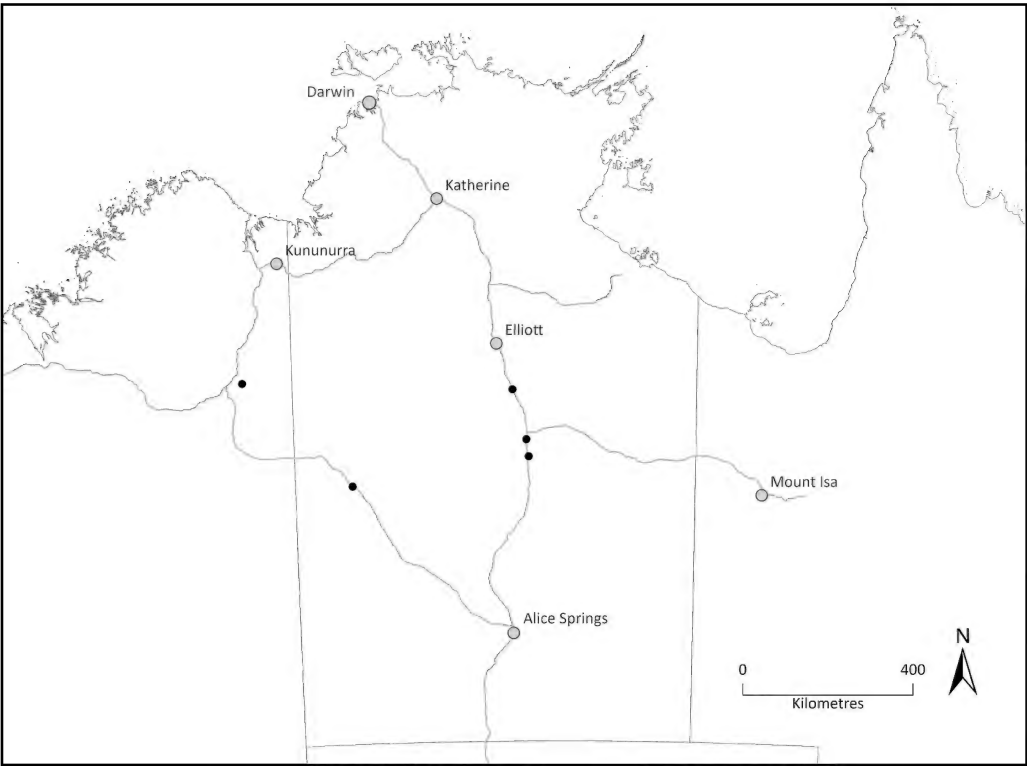 Darwin
Katherine
Kununurra
Elliott
Mount Isa
Alice Springs
N
0 400
Kilometres